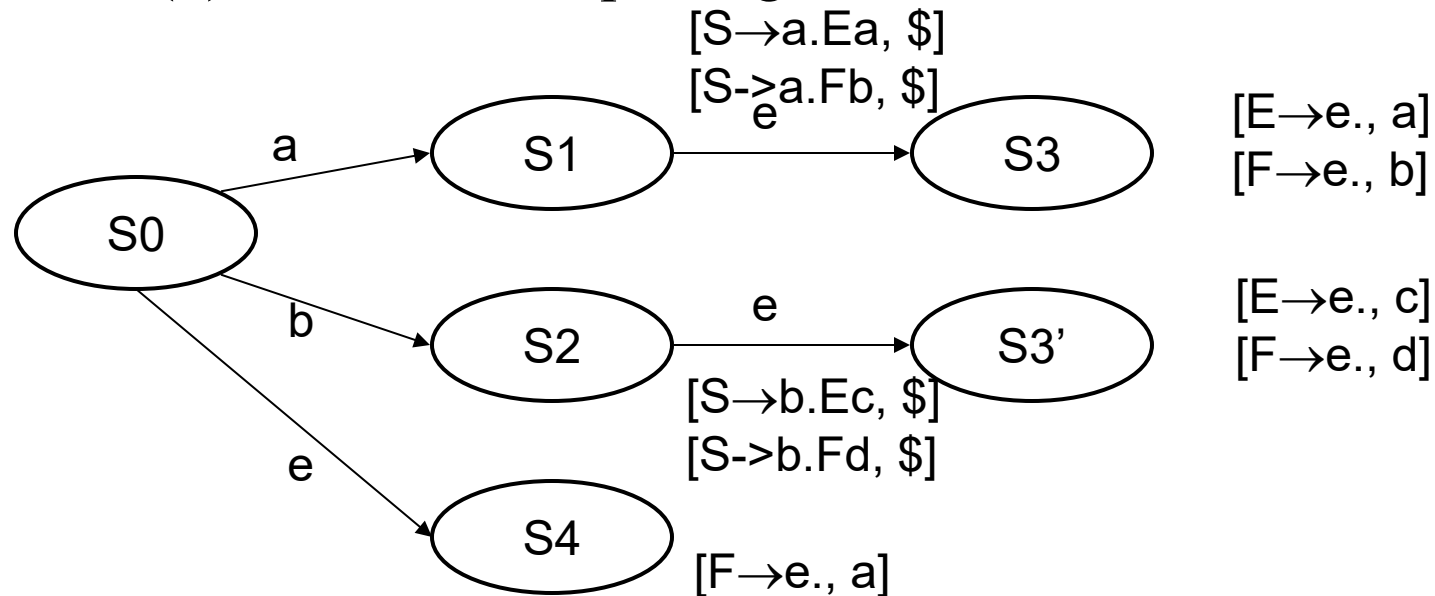 [S→a.Ea, $]
[S->a.Fb, $]
a
S1
e
S3
[E→e., a]
[F→e., b]
S0
b
S2
e
S3’
[E→e., c]
[F→e., d]
[S→b.Ec, $]
[S->b.Fd, $]
e
S4
[F→e., a]